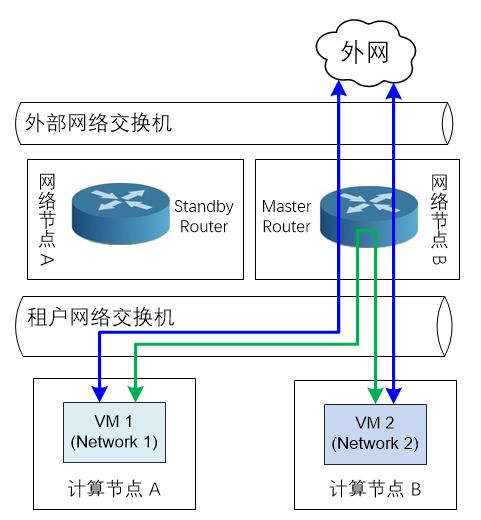 外网
外部网络交换机
网络节点 A
Standby
Router
Master
Router
网络节点 B
租户网络交换机
VM 1
(Network 1)
计算节点 A
VM 2
(Network 2)
计算节点 B